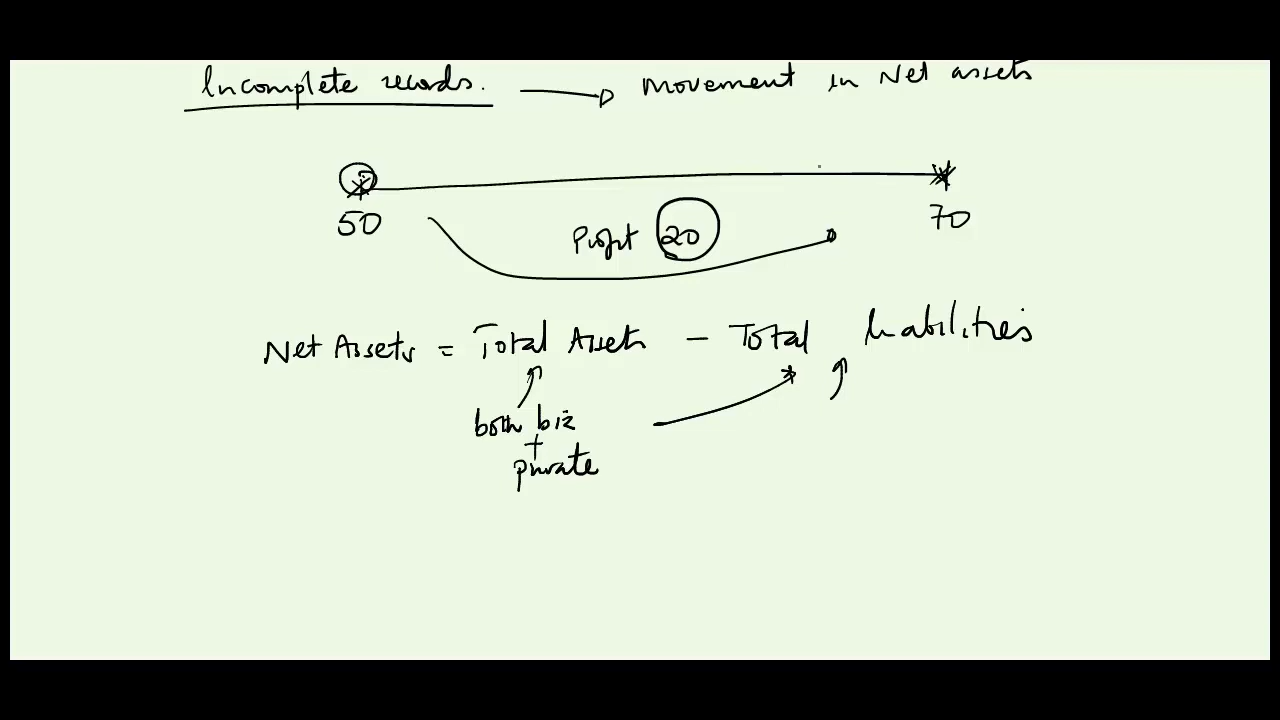 Incomplete records. → Movement in Net assets
50 70
Profit 20
Net Assets = Total Assets – Total liabilities
both biz
+
private